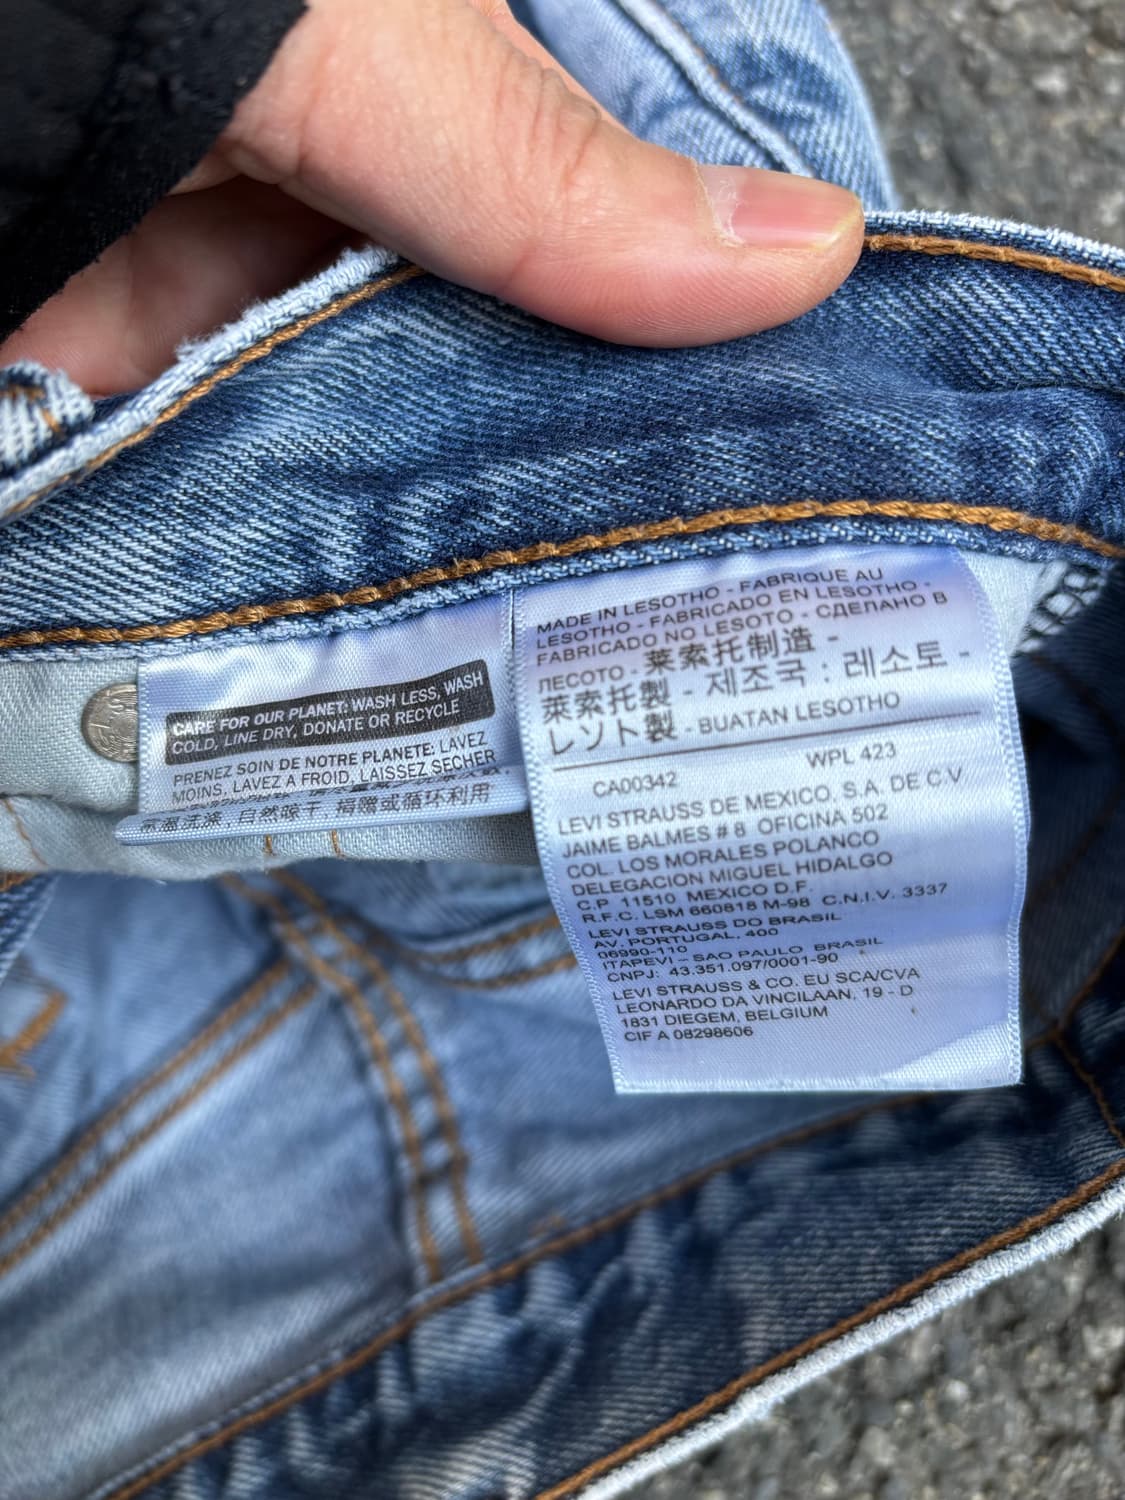 CARE FOR OUR PLANET: WASH LESS, WASH
COLD, LINE DRY, DONATE OR RECYCLE
PRENEZ SOIN DE NOTRE PLANETE: LAVEZ
MOINS, LAVEZ A FROID, LAISSEZ SECHER
常温洗涤, 自然晾干, 捐赠或循环利用
MADE IN LESOTHO - FABRIQUE AU
LESOTHO - FABRICADO EN LESOTHO -
FABRICADO NO LESOTO - СДЕЛАНО В
ЛЕСОТО - 莱索托制造 -
萊索托製 - 제조국 : 레소토 -
レソト製 - BUATAN LESOTHO
WPL 423
CA00342
LEVI STRAUSS DE MEXICO, S.A. DE C.V.
JAIME BALMES # 8 OFICINA 502
COL. LOS MORALES POLANCO
DELEGACION MIGUEL HIDALGO
C.P 11510 MEXICO D.F.
R.F.C. LSM 660818 M-98 C.N.I.V. 3337
LEVI STRAUSS DO BRASIL
AV. PORTUGAL, 400
06990-110
ITAPEVI - SAO PAULO BRASIL
CNPJ: 43.351.097/0001-90
LEVI STRAUSS & CO. EU SCA/CVA
LEONARDO DA VINCILAAN, 19 - D
1831 DIEGEM, BELGIUM
CIF A 08298606